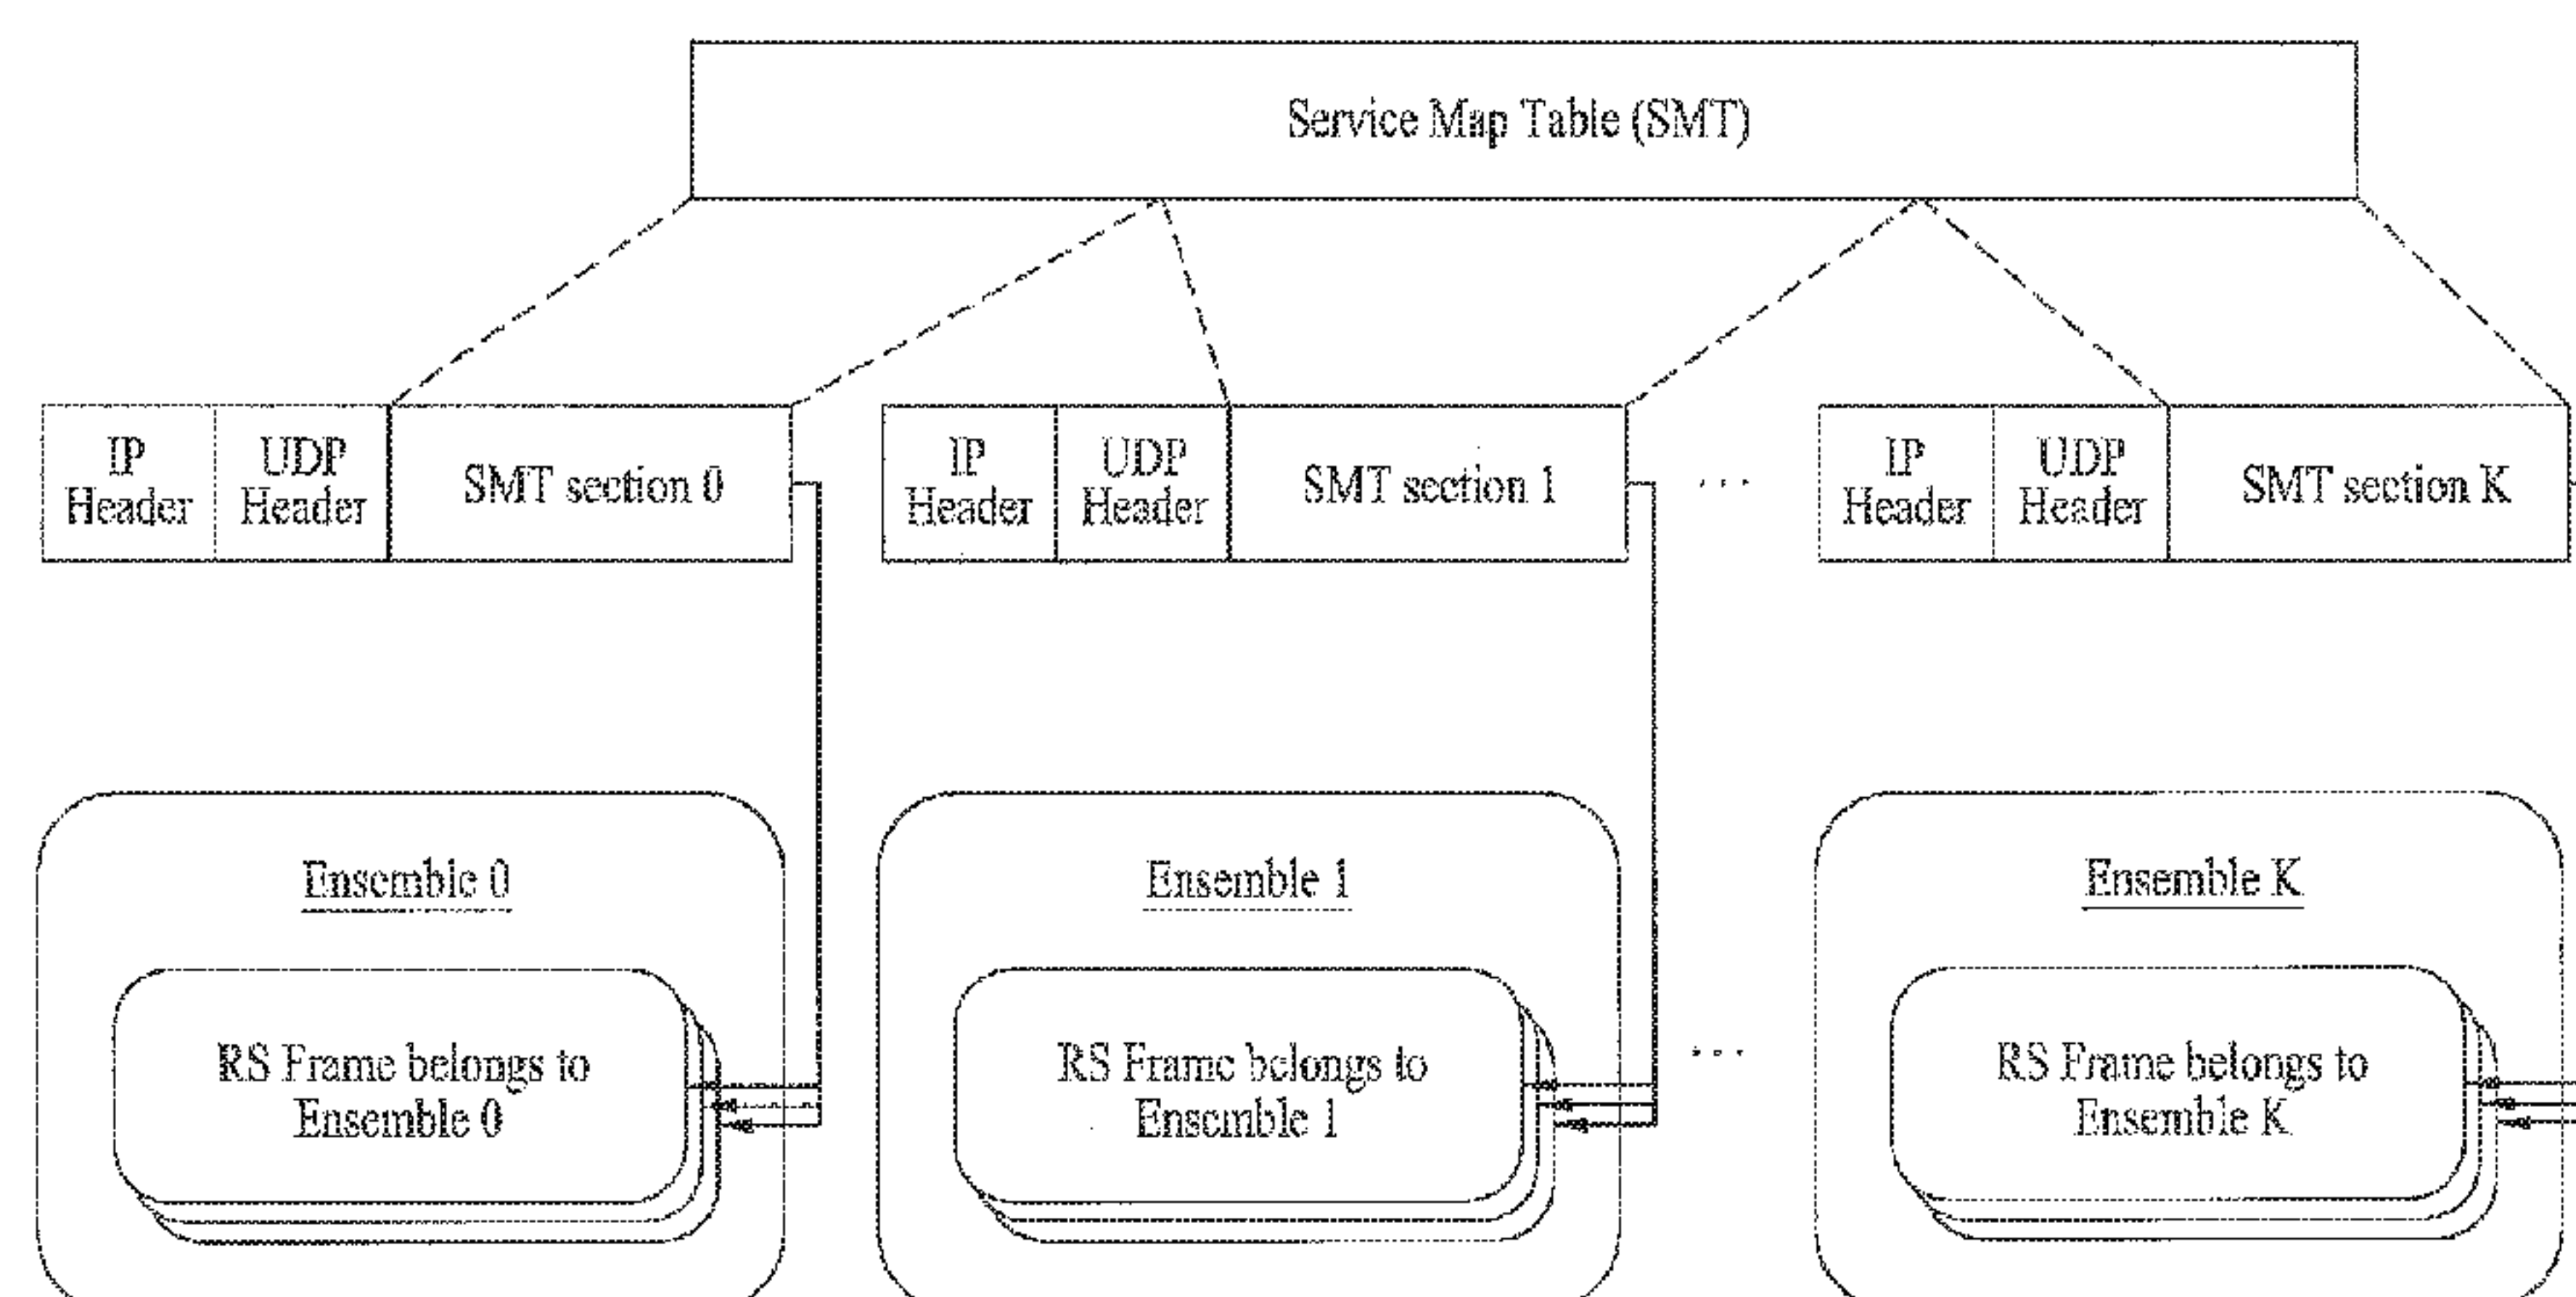 Service Map Table (SMT)
IP
Header
UDP
Header
SMT section 0
IP
Header
UDP
Header
SMT section 1
...
IP
Header
UDP
Header
SMT section K
Ensemble 0
Ensemble 1
Ensemble K
RS Frame belongs to
Ensemble 0
RS Frame belongs to
Ensemble 1
...
RS Frame belongs to
Ensemble K